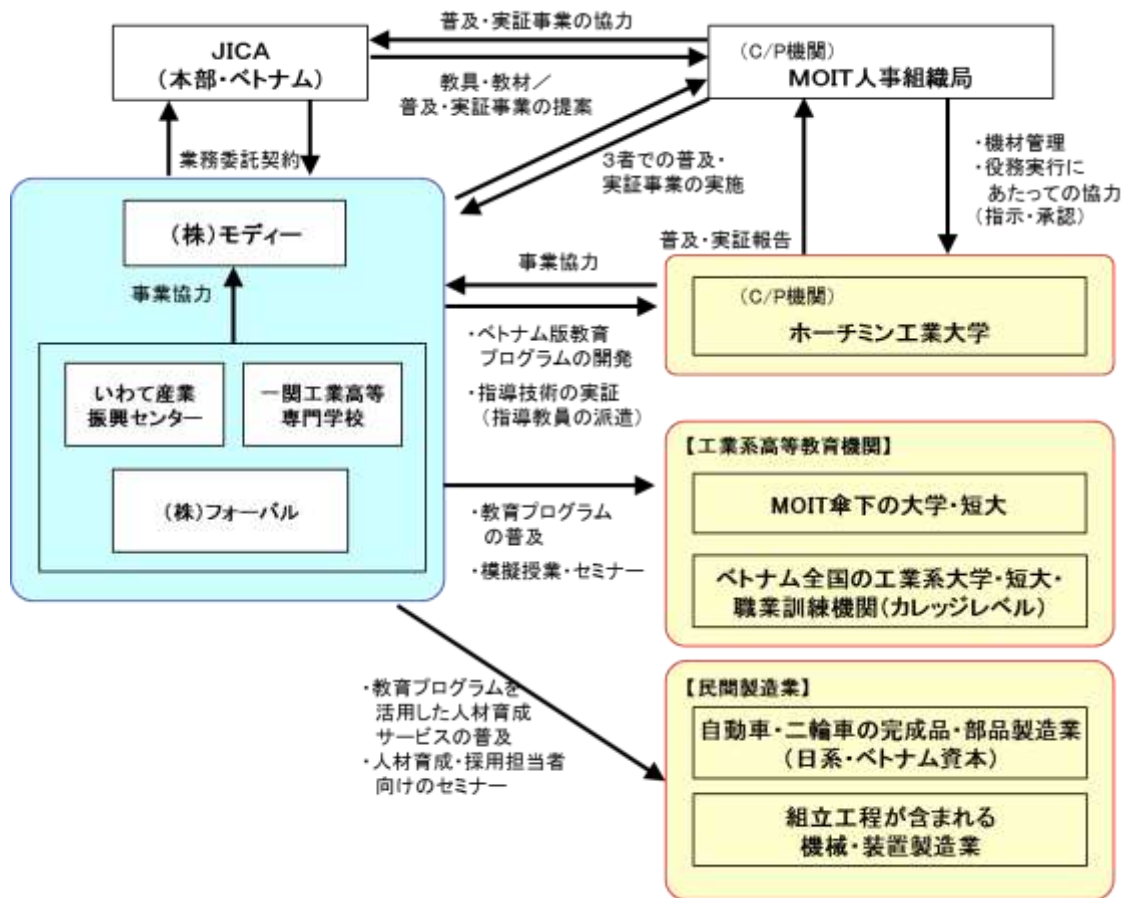 普及・実証事業の協力
JICA
(本部・ベトナム)
(C/P機関)
MOIT人事組織局
教具・教材/
普及・実証事業の提案
業務委託契約
3者での普及・
実証事業の実施
・機材管理
・役務実行に
あたっての協力
(指示・承認)
(株)モディー
普及・実証報告
事業協力
事業協力
(C/P機関)
ホーチミン工業大学
・ベトナム版教育
プログラムの開発
・指導技術の実証
(指導教員の派遣)
いわて産業
振興センター
一関工業高等
専門学校
(株)フォーバル
【工業系高等教育機関】
MOIT傘下の大学・短大
・教育プログラム
の普及
・模擬授業・セミナー
ベトナム全国の工業系大学・短大・
職業訓練機関(カレッジレベル)
・教育プログラムを
活用した人材育成
サービスの普及
・人材育成・採用担当者
向けのセミナー
【民間製造業】
自動車・二輪車の完成品・部品製造業
(日系・ベトナム資本)
組立工程が含まれる
機械・装置製造業